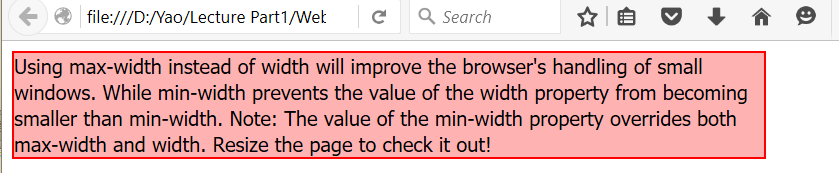 file:///D:/Yao/Lecture Part1/Web
Search
Using max-width instead of width will improve the browser's handling of small
windows. While min-width prevents the value of the width property from becoming
smaller than min-width. Note: The value of the min-width property overrides both
max-width and width. Resize the page to check it out!